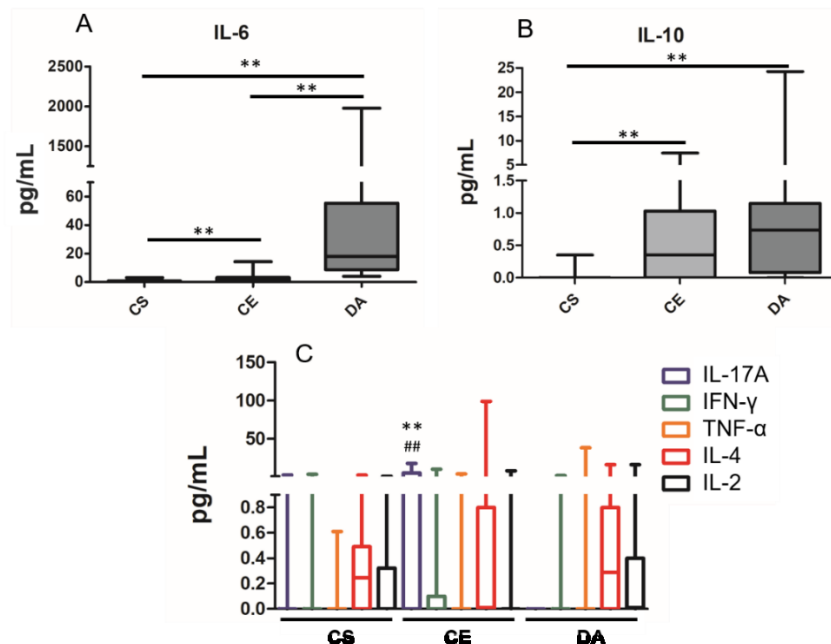 A
IL-6
**
**
**
pg/mL
2500
2000
1500
60
40
20
0
CS
CE
DA
B
IL-10
**
**
pg/mL
25
20
15
10
5
1.5
1.0
0.5
0.0
CS
CE
DA
C
pg/mL
150
100
50
0.8
0.6
0.4
0.2
0.0
**
##
CS
CE
DA
IL-17A
IFN-γ
TNF-α
IL-4
IL-2